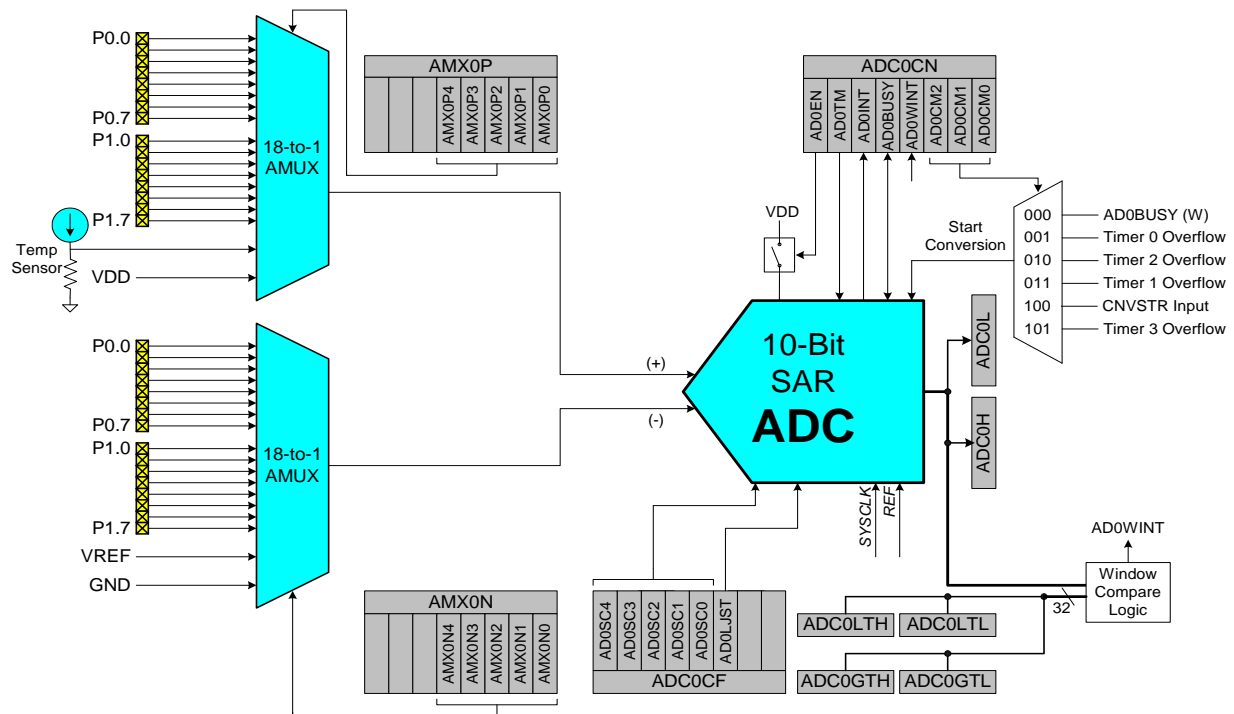 P0.0
P0.7
P1.0
P1.7
18-to-1
AMUX
Temp
Sensor
VDD
AMX0P
AMX0P4
AMX0P3
AMX0P2
AMX0P1
AMX0P0
ADC0CN
AD0EN
AD0TM
AD0INT
AD0BUSY
AD0WINT
AD0CM2
AD0CM1
AD0CM0
VDD
Start
Conversion
000
AD0BUSY (W)
001
Timer 0 Overflow
010
Timer 2 Overflow
011
Timer 1 Overflow
100
CNVSTR Input
101
Timer 3 Overflow
P0.0
P0.7
P1.0
P1.7
18-to-1
AMUX
VREF
GND
(+)
(-)
10-Bit
SAR
ADC
ADC0L
ADC0H
SYSCLK
REF
AD0WINT
Window
Compare
Logic
32
AMX0N4
AMX0N3
AMX0N2
AMX0N1
AMX0N0
AMX0N
AD0SC4
AD0SC3
AD0SC2
AD0SC1
AD0SC0
AD0LJST
ADC0CF
ADC0LTH
ADC0LTL
ADC0GTH
ADC0GTL